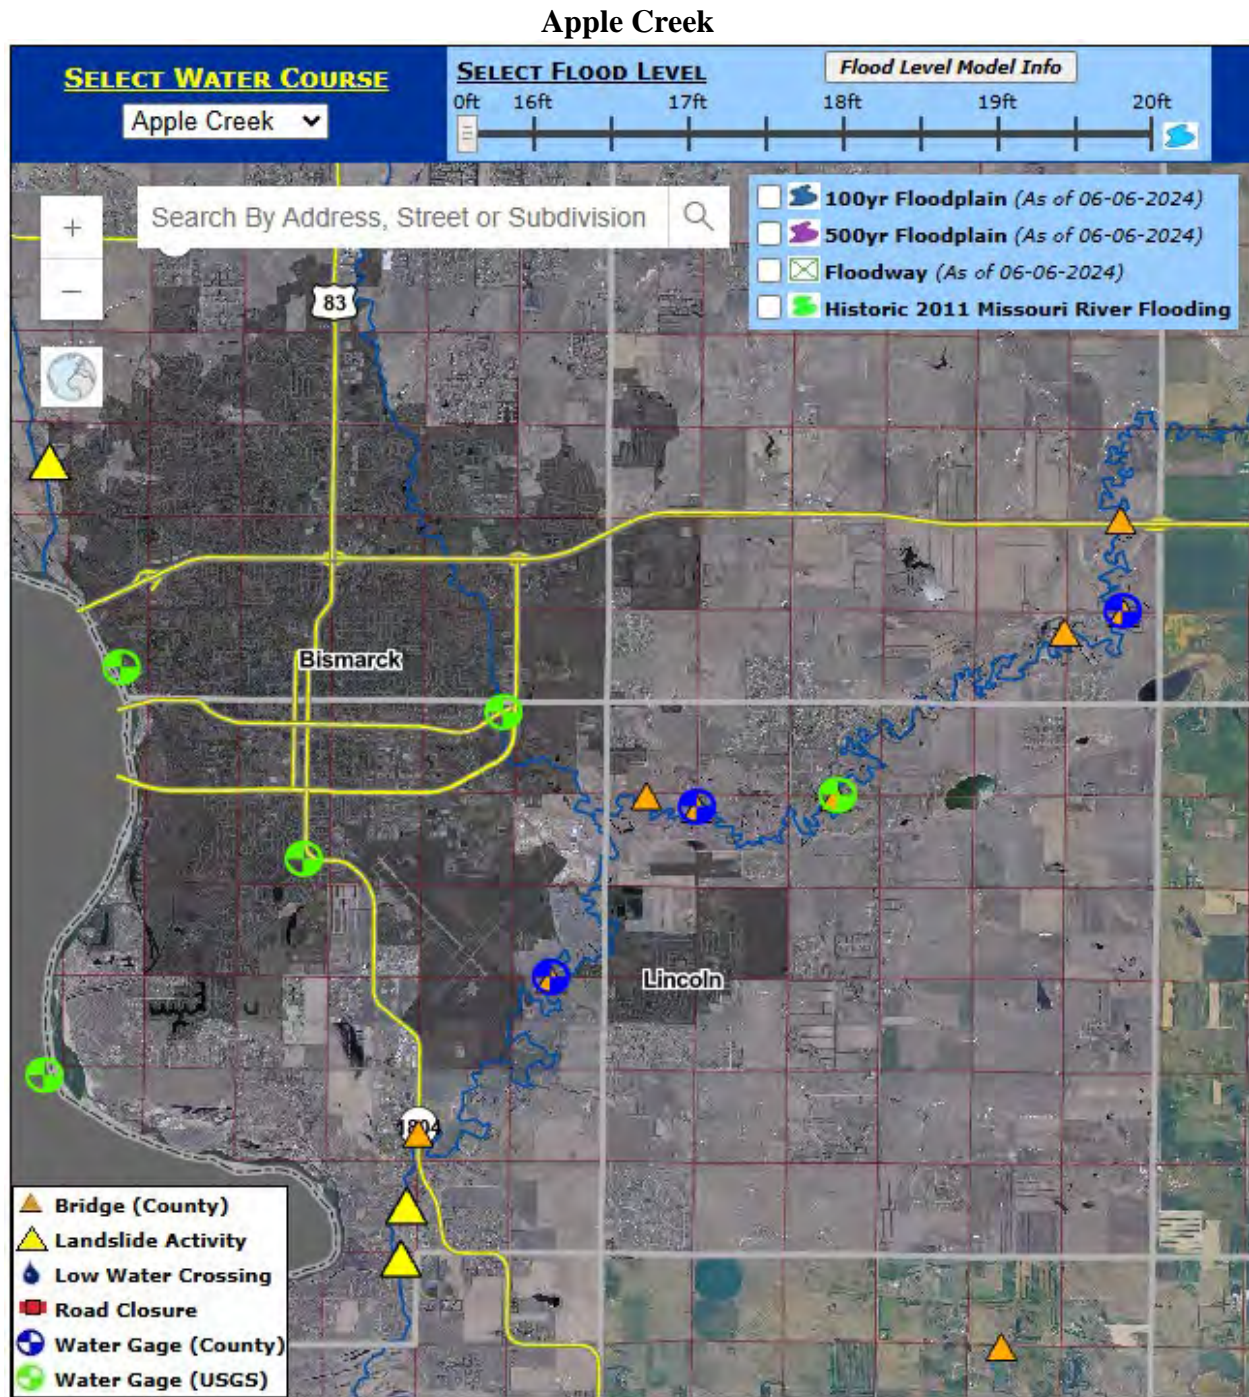 Apple Creek
SELECT WATER COURSE
Apple Creek
SELECT FLOOD LEVEL
Flood Level Model Info
0ft 16ft 17ft 18ft 19ft 20ft
Search By Address, Street or Subdivision
100yr Floodplain (As of 06-06-2024)
500yr Floodplain (As of 06-06-2024)
Floodway (As of 06-06-2024)
Historic 2011 Missouri River Flooding
+
−
83
Bismarck
Lincoln
1804
Bridge (County)
Landslide Activity
Low Water Crossing
Road Closure
Water Gage (County)
Water Gage (USGS)